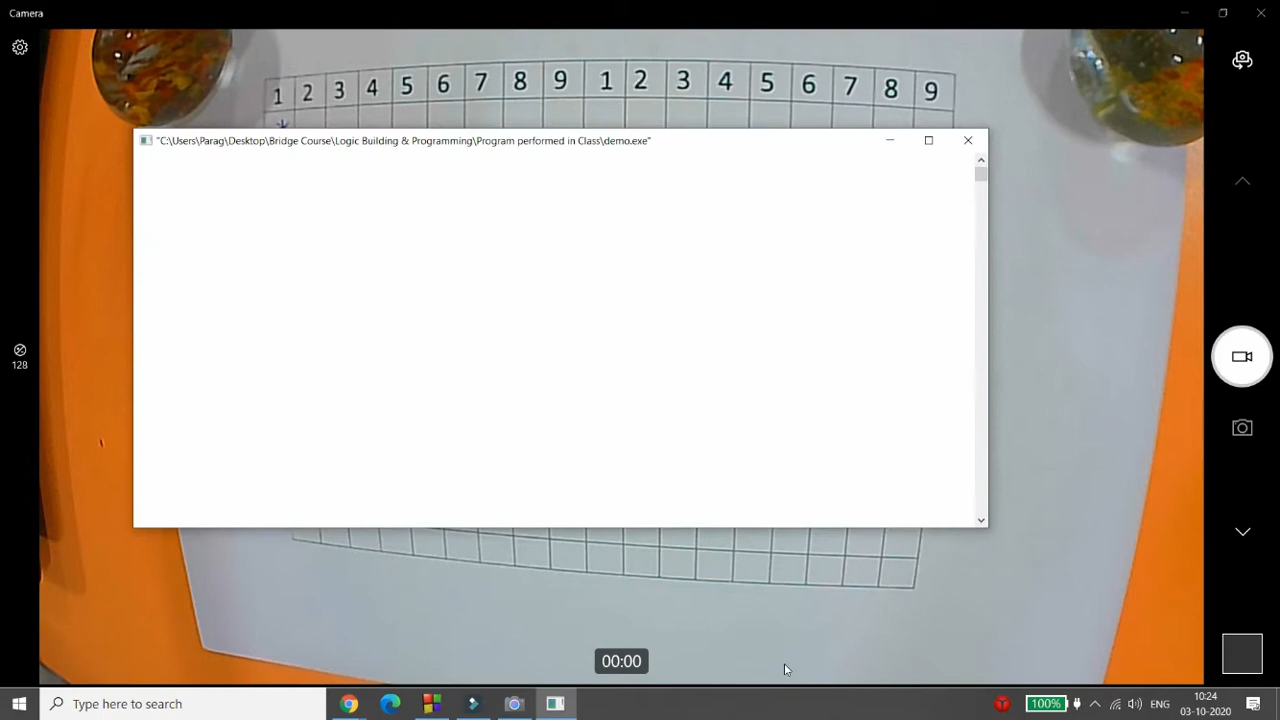 Camera
1 2 3 4 5 6 7 8 9 1 2 3 4 5 6 7 8 9
*
"C:\Users\Parag\Desktop\Bridge Course\Logic Building & Programming\Program performed in Class\demo.exe"
128
00:00
Type here to search
100%
ENG
10:24
03-10-2020